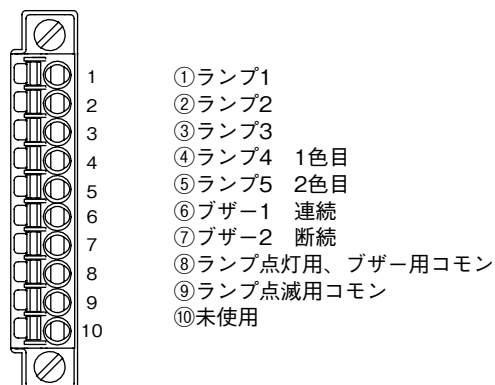 1 ①ランプ1
2 ②ランプ2
3 ③ランプ3
4 ④ランプ4　1色目
5 ⑤ランプ5　2色目
6 ⑥ブザー1　連続
7 ⑦ブザー2　断続
8 ⑧ランプ点灯用、ブザー用コモン
9 ⑨ランプ点滅用コモン
10 ⑩未使用